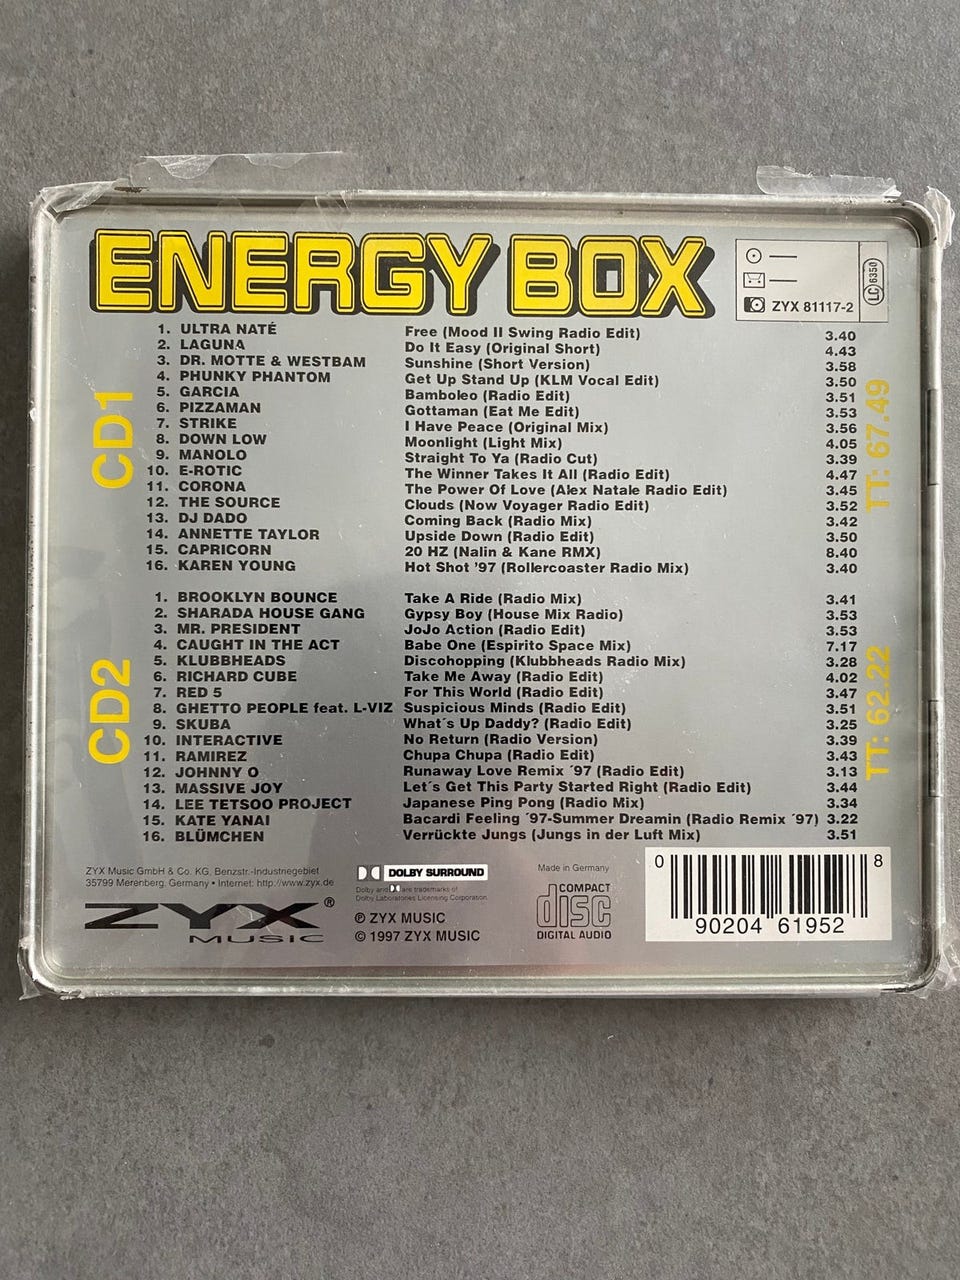 ENERGY BOX
ZYX 81117-2
LC 6350
CD1
1. ULTRA NATÉ Free (Mood II Swing Radio Edit) 3.40
2. LAGUNA Do It Easy (Original Short) 4.43
3. DR. MOTTE & WESTBAM Sunshine (Short Version) 3.58
4. PHUNKY PHANTOM Get Up Stand Up (KLM Vocal Edit) 3.50
5. GARCIA Bamboleo (Radio Edit) 3.51
6. PIZZAMAN Gottaman (Eat Me Edit) 3.53
7. STRIKE I Have Peace (Original Mix) 3.56
8. DOWN LOW Moonlight (Light Mix) 4.05
9. MANOLO Straight To Ya (Radio Cut) 3.39
10. E-ROTIC The Winner Takes It All (Radio Edit) 4.47
11. CORONA The Power Of Love (Alex Natale Radio Edit) 3.45
12. THE SOURCE Clouds (Now Voyager Radio Edit) 3.52
13. DJ DADO Coming Back (Radio Mix) 3.42
14. ANNETTE TAYLOR Upside Down (Radio Edit) 3.50
15. CAPRICORN 20 HZ (Nalin & Kane RMX) 8.40
16. KAREN YOUNG Hot Shot '97 (Rollercoaster Radio Mix) 3.40
TT: 67.49
CD2
1. BROOKLYN BOUNCE Take A Ride (Radio Mix) 3.41
2. SHARADA HOUSE GANG Gypsy Boy (House Mix Radio) 3.53
3. MR. PRESIDENT JoJo Action (Radio Edit) 3.53
4. CAUGHT IN THE ACT Babe One (Espirito Space Mix) 7.17
5. KLUBBHEADS Discohopping (Klubbheads Radio Mix) 3.28
6. RICHARD CUBE Take Me Away (Radio Edit) 4.02
7. RED 5 For This World (Radio Edit) 3.47
8. GHETTO PEOPLE feat. L-VIZ Suspicious Minds (Radio Edit) 3.51
9. SKUBA What´s Up Daddy? (Radio Edit) 3.25
10. INTERACTIVE No Return (Radio Version) 3.39
11. RAMIREZ Chupa Chupa (Radio Edit) 3.43
12. JOHNNY O Runaway Love Remix ´97 (Radio Edit) 3.13
13. MASSIVE JOY Let´s Get This Party Started Right (Radio Edit) 3.44
14. LEE TETSOO PROJECT Japanese Ping Pong (Radio Mix) 3.34
15. KATE YANAI Bacardi Feeling ´97-Summer Dreamin (Radio Remix ´97) 3.22
16. BLÜMCHEN Verrückte Jungs (Jungs in der Luft Mix) 3.51
TT: 62.22
ZYX Music GmbH & Co. KG, Benzstr.-Industriegebiet
35799 Merenberg, Germany • Internet: http://www.zyx.de
ZYX®
MUSIC
DOLBY SURROUND
Dolby and are trademarks of
Dolby Laboratories Licensing Corporation
℗ ZYX MUSIC
© 1997 ZYX MUSIC
Made in Germany
COMPACT
disc
DIGITAL AUDIO
0 90204 61952 8